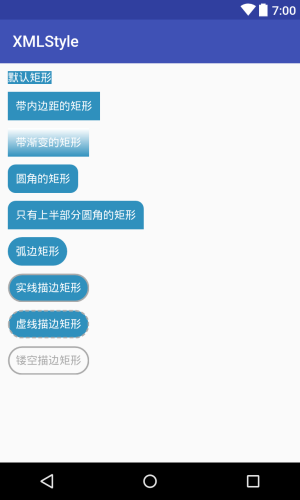 7:00
XMLStyle
默认矩形
带内边距的矩形
带渐变的矩形
圆角的矩形
只有上半部分圆角的矩形
弧边矩形
实线描边矩形
虚线描边矩形
镂空描边矩形